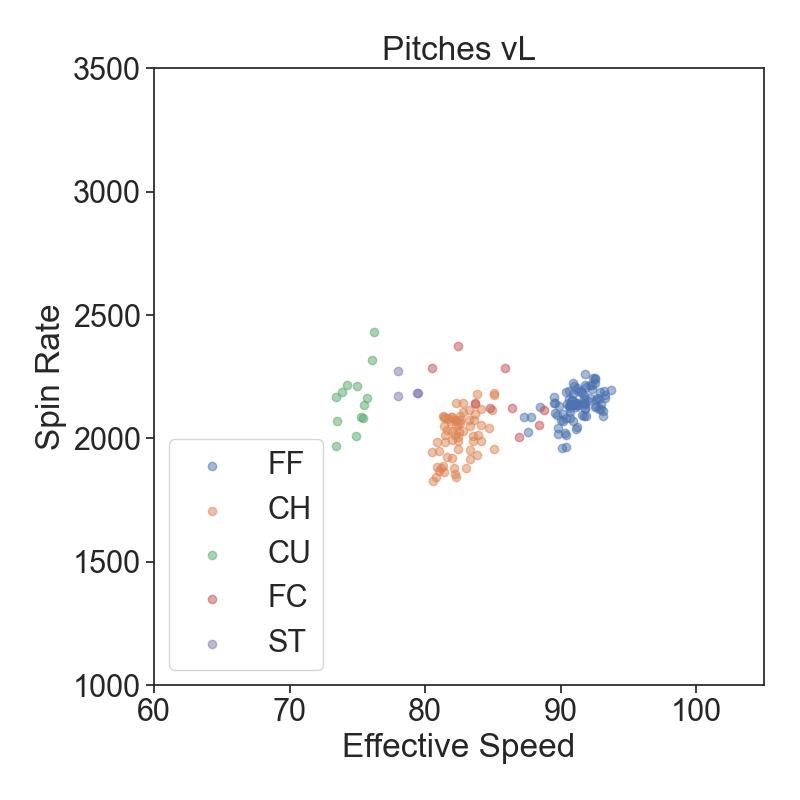 Pitches vL
3500
3000
2500
2000
1500
1000
Spin Rate
FF
CH
CU
FC
ST
60 70 80 90 100
Effective Speed